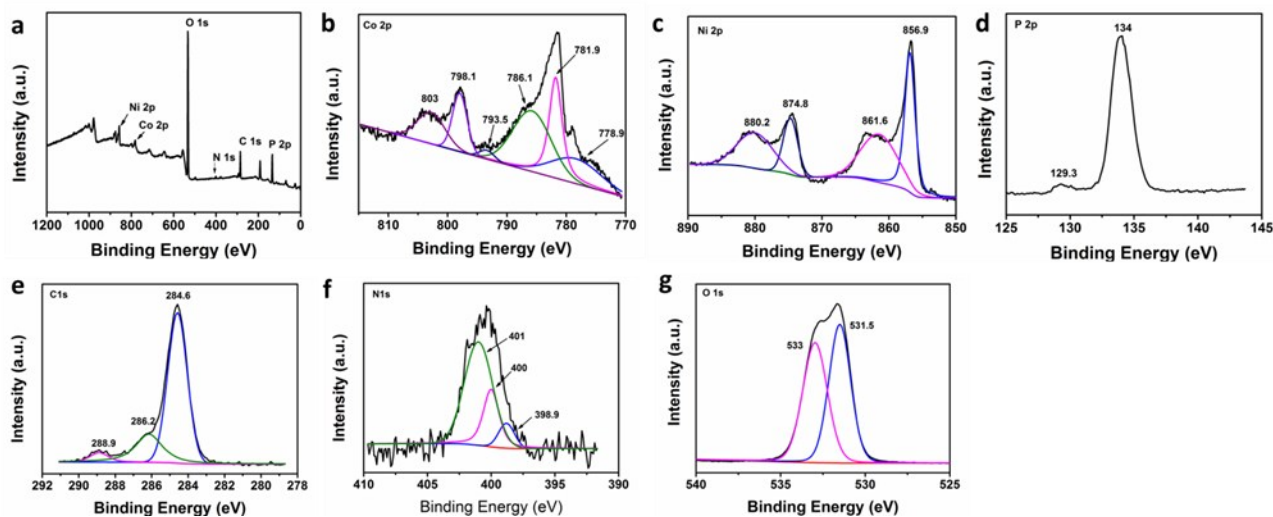 a
O 1s
Ni 2p
Co 2p
N 1s
C 1s
P 2p
Intensity (a.u.)
1200 1000 800 600 400 200 0
Binding Energy (eV)
b
Co 2p
803
798.1
793.5
786.1
781.9
778.9
Intensity (a.u.)
800 790 780 770
Binding Energy (eV)
c
Ni 2p
880.2
874.8
861.6
856.9
Intensity (a.u.)
890 880 870 860 850
Binding Energy (eV)
d
P 2p
134
129.3
Intensity (a.u.)
125 130 135 140 145
Binding Energy (eV)
e
C1s
284.6
286.2
288.9
Intensity (a.u.)
292 290 288 286 284 282 280 278
Binding Energy (eV)
f
N1s
401
400
398.9
Intensity (a.u.)
410 405 400 395 390
Binding Energy (eV)
g
O 1s
533
531.5
Intensity (a.u.)
540 535 530 525
Binding Energy (eV)